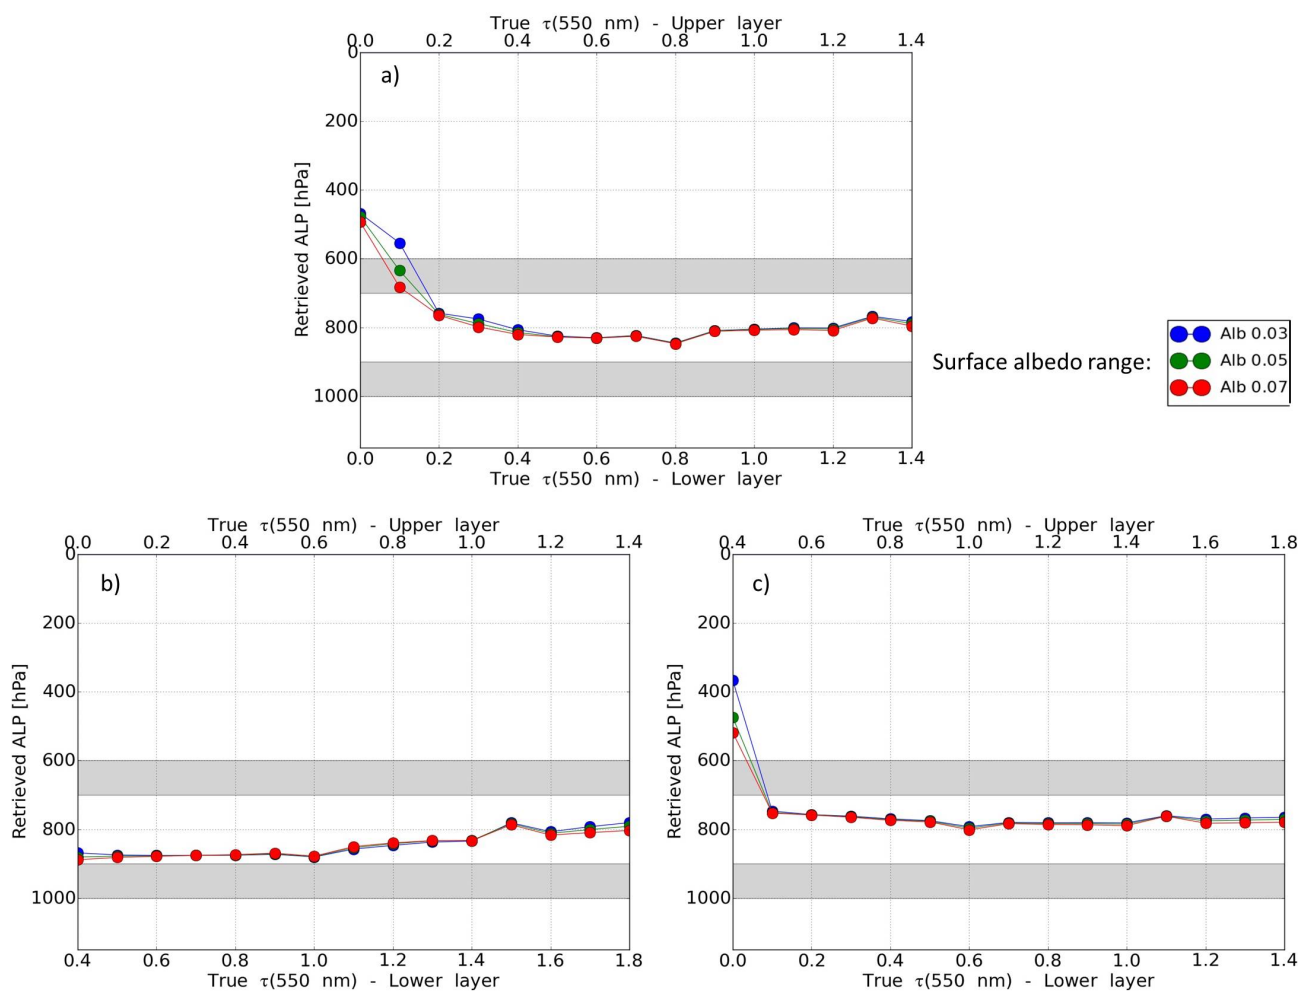 True τ(550 nm) - Upper layer
0.0 0.2 0.4 0.6 0.8 1.0 1.2 1.4
a)
Retrieved ALP [hPa]
0
200
400
600
800
1000
0.0 0.2 0.4 0.6 0.8 1.0 1.2 1.4
True τ(550 nm) - Lower layer
Surface albedo range:
Alb 0.03
Alb 0.05
Alb 0.07
True τ(550 nm) - Upper layer
0.0 0.2 0.4 0.6 0.8 1.0 1.2 1.4
b)
Retrieved ALP [hPa]
0
200
400
600
800
1000
0.4 0.6 0.8 1.0 1.2 1.4 1.6 1.8
True τ(550 nm) - Lower layer
True τ(550 nm) - Upper layer
0.4 0.6 0.8 1.0 1.2 1.4 1.6 1.8
c)
Retrieved ALP [hPa]
0
200
400
600
800
1000
0.0 0.2 0.4 0.6 0.8 1.0 1.2 1.4
True τ(550 nm) - Lower layer